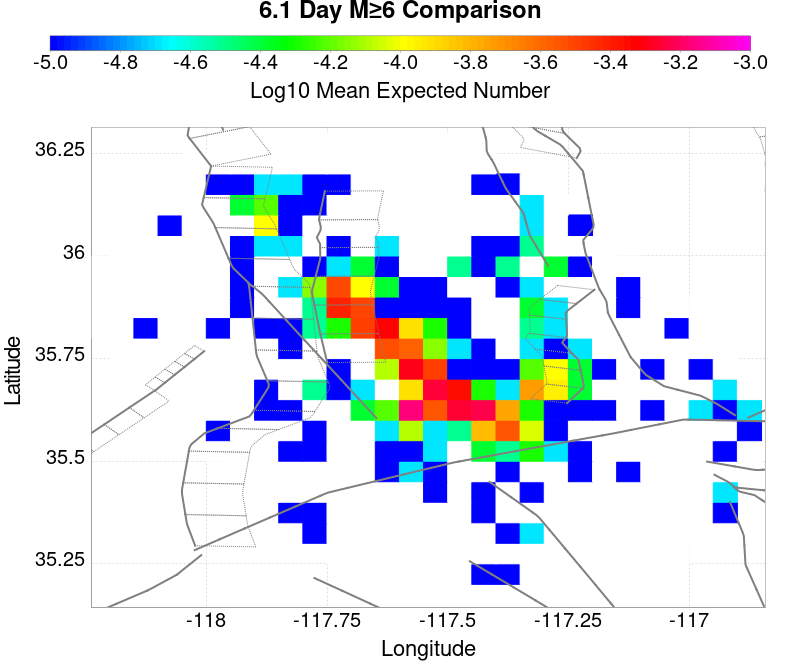 6.1 Day M≥6 Comparison
-5.0 -4.8 -4.6 -4.4 -4.2 -4.0 -3.8 -3.6 -3.4 -3.2 -3.0
Log10 Mean Expected Number
36.25
36
35.75
35.5
35.25
Latitude
-118 -117.75 -117.5 -117.25 -117
Longitude